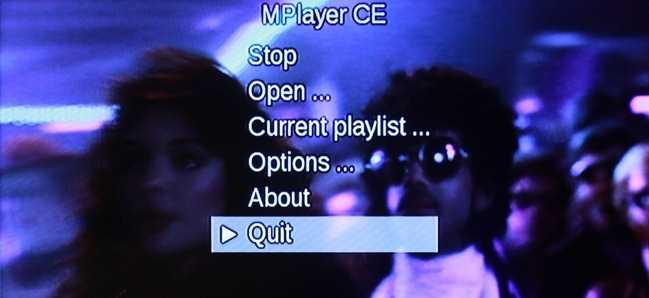 MPlayer CE
Stop
Open ...
Current playlist ...
Options ...
About
Quit